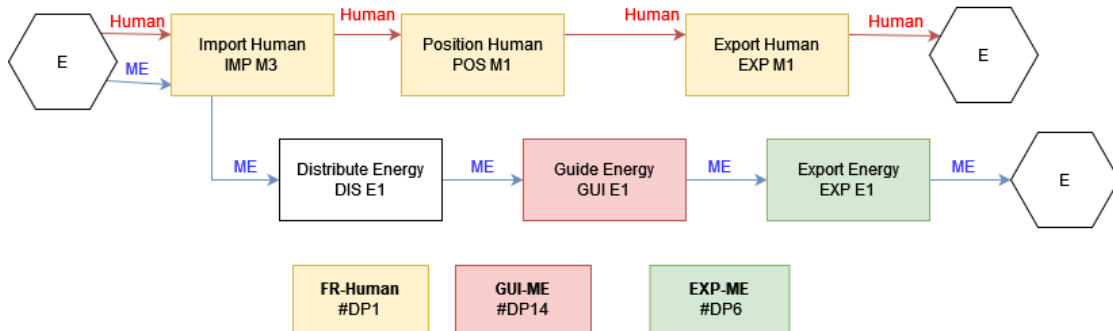 Human
Human
Human
Human
E
Import Human
IMP M3
Position Human
POS M1
Export Human
EXP M1
E
ME
ME
Distribute Energy
DIS E1
ME
Guide Energy
GUI E1
ME
Export Energy
EXP E1
ME
E
FR-Human
#DP1
GUI-ME
#DP14
EXP-ME
#DP6